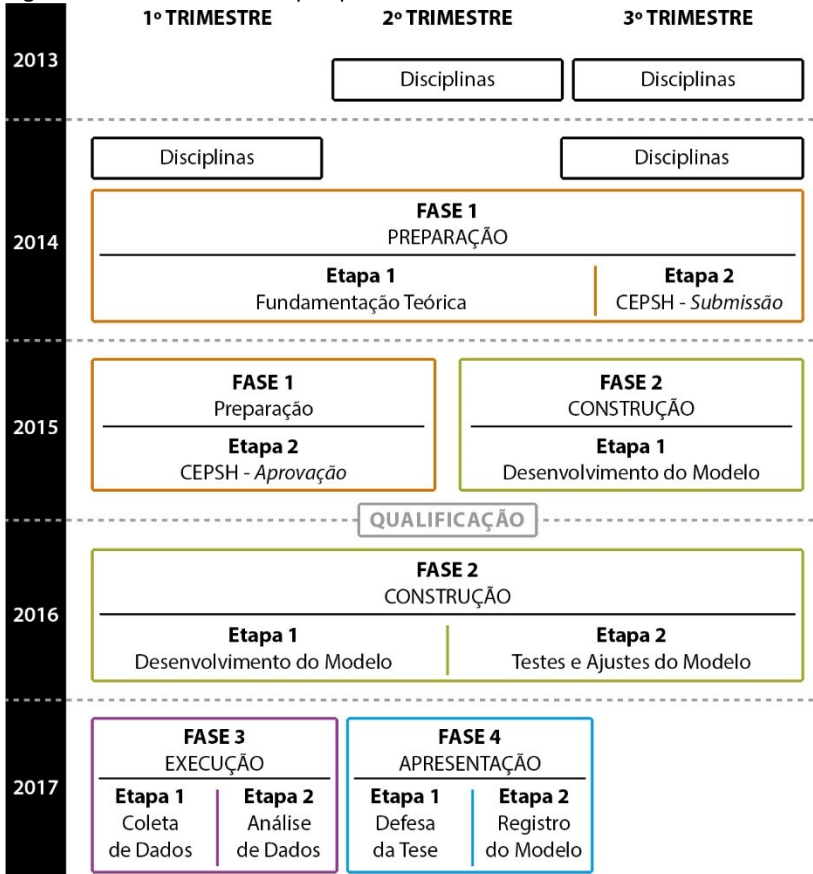 1º TRIMESTRE 2º TRIMESTRE 3º TRIMESTRE
2013
Disciplinas Disciplinas
Disciplinas Disciplinas
2014
FASE 1
PREPARAÇÃO
Etapa 1 Etapa 2
Fundamentação Teórica CEPSH - Submissão
2015
FASE 1 FASE 2
Preparação CONSTRUÇÃO
Etapa 2 Etapa 1
CEPSH - Aprovação Desenvolvimento do Modelo
QUALIFICAÇÃO
2016
FASE 2
CONSTRUÇÃO
Etapa 1 Etapa 2
Desenvolvimento do Modelo Testes e Ajustes do Modelo
2017
FASE 3 FASE 4
EXECUÇÃO APRESENTAÇÃO
Etapa 1 Etapa 2 Etapa 1 Etapa 2
Coleta Análise Defesa Registro
de Dados de Dados da Tese do Modelo